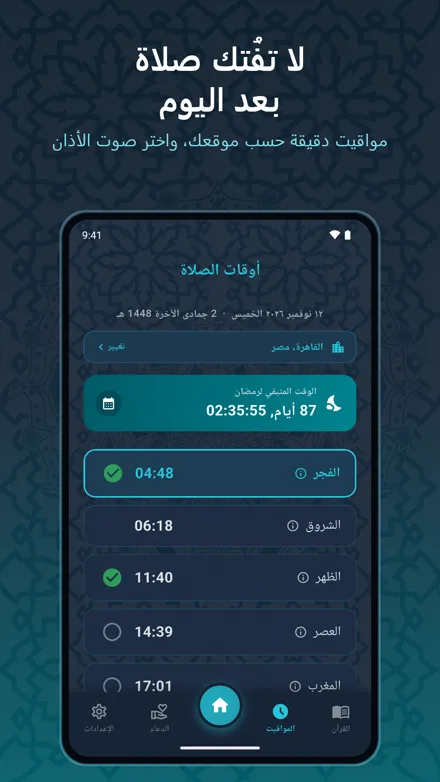 لا تفُتك صلاة
بعد اليوم
مواقيت دقيقة حسب موقعك، واختر صوت الأذان
9:41
أوقات الصلاة
١٢ نوفمبر ٢٠٢٦ الخميس · 2 جمادى الآخرة 1448 هـ
القاهرة، مصر
تغيير
الوقت المتبقي لرمضان
87 أيام, 02:35:55
الفجر 04:48
الشروق 06:18
الظهر 11:40
العصر 14:39
المغرب 17:01
القرآن
المواقيت
الدعاء
الإعدادات